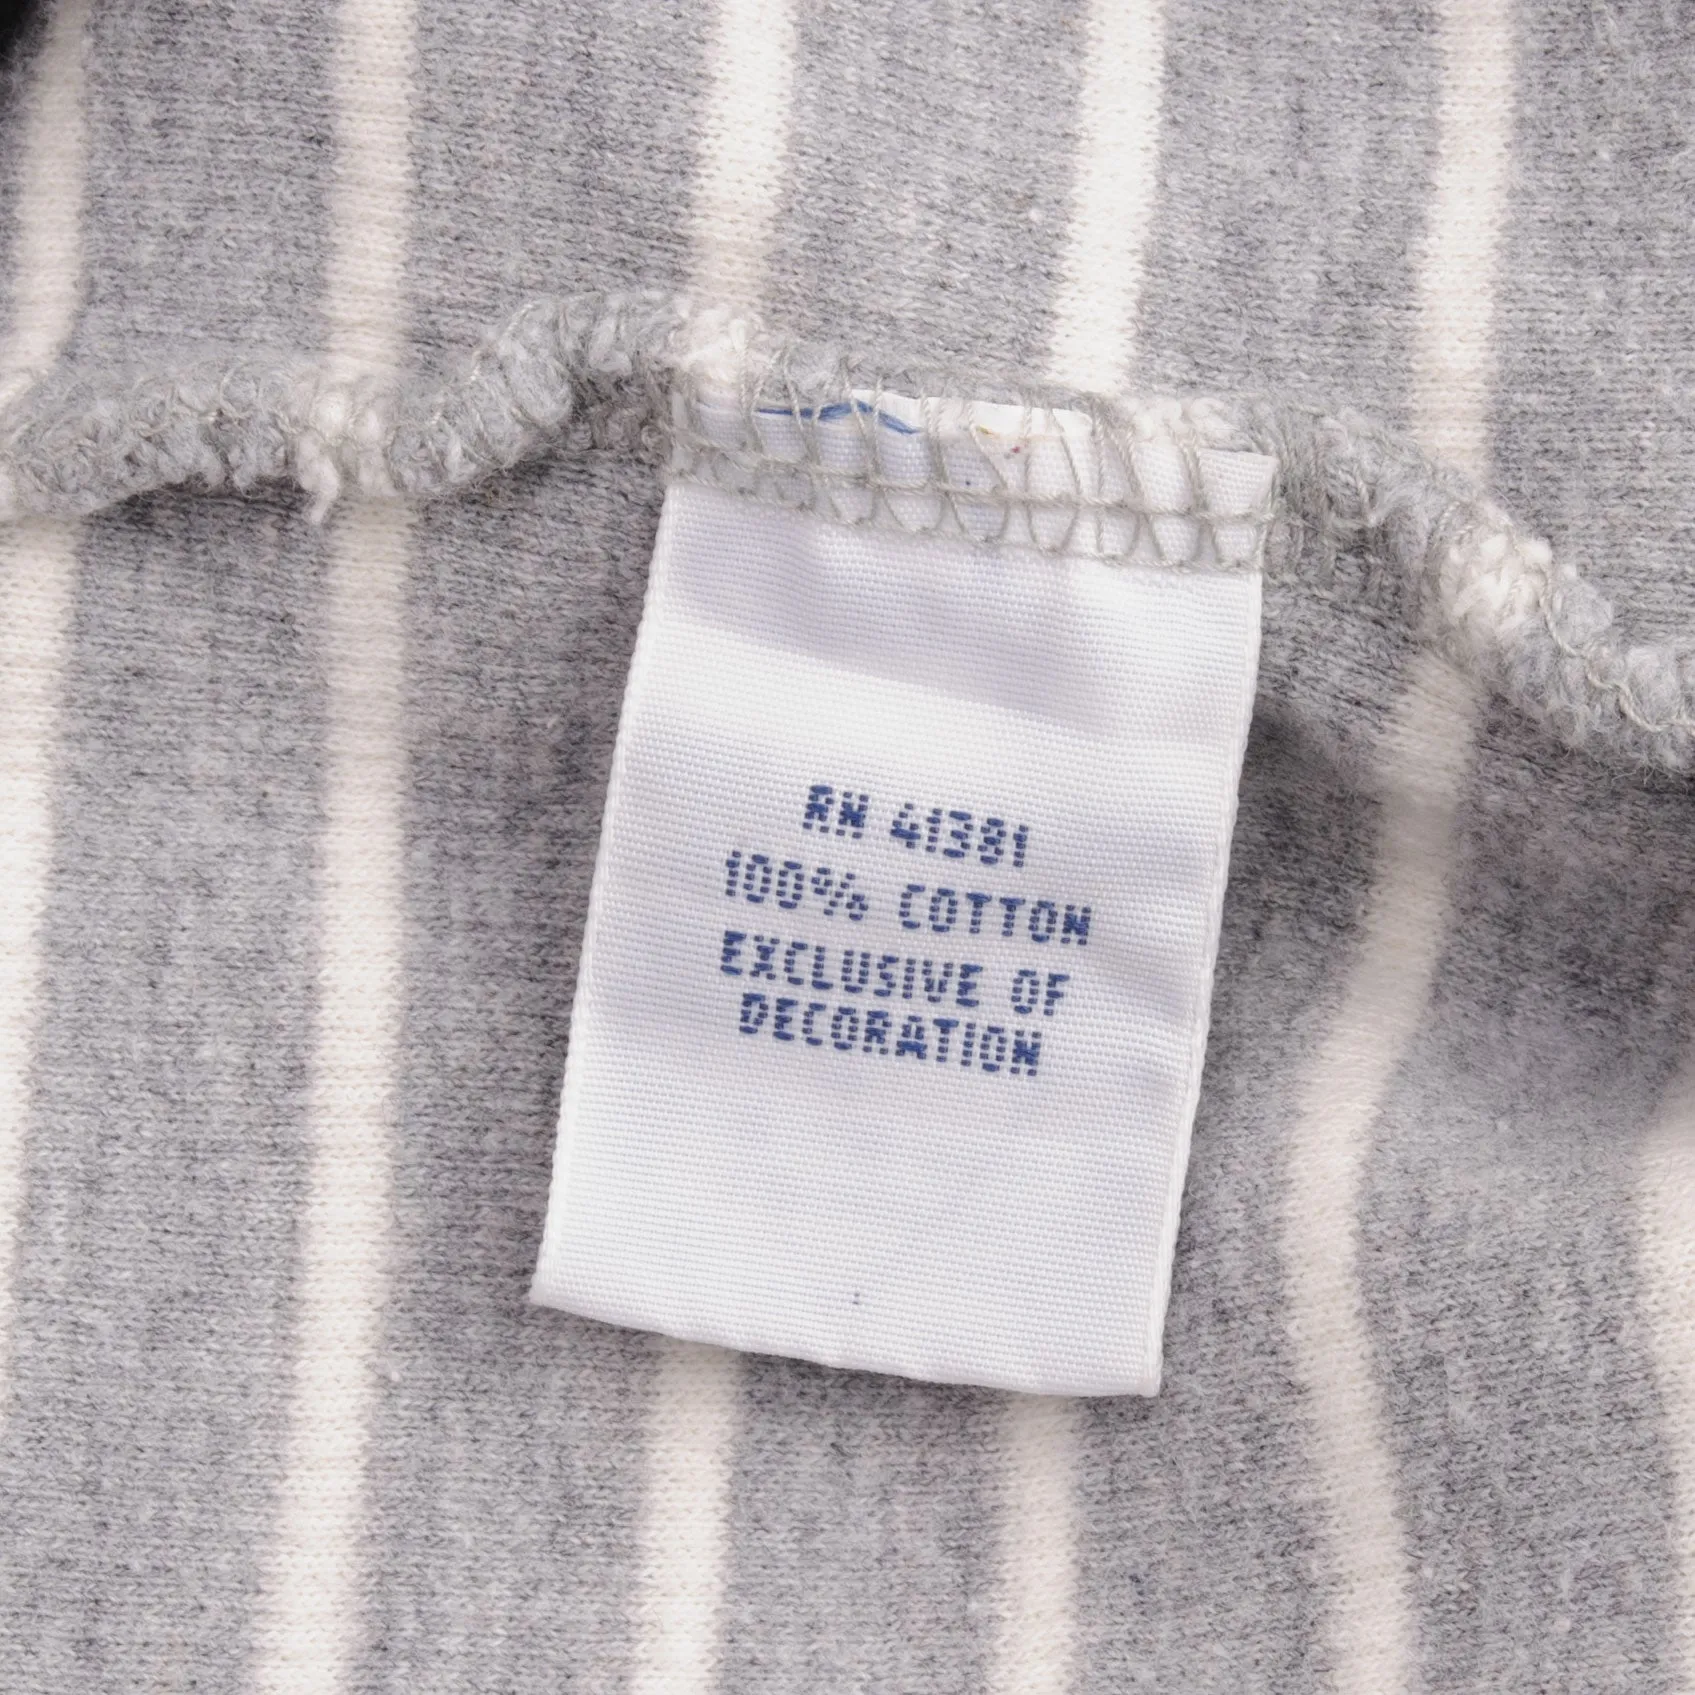 RN 41381
100% COTTON
EXCLUSIVE OF
DECORATION